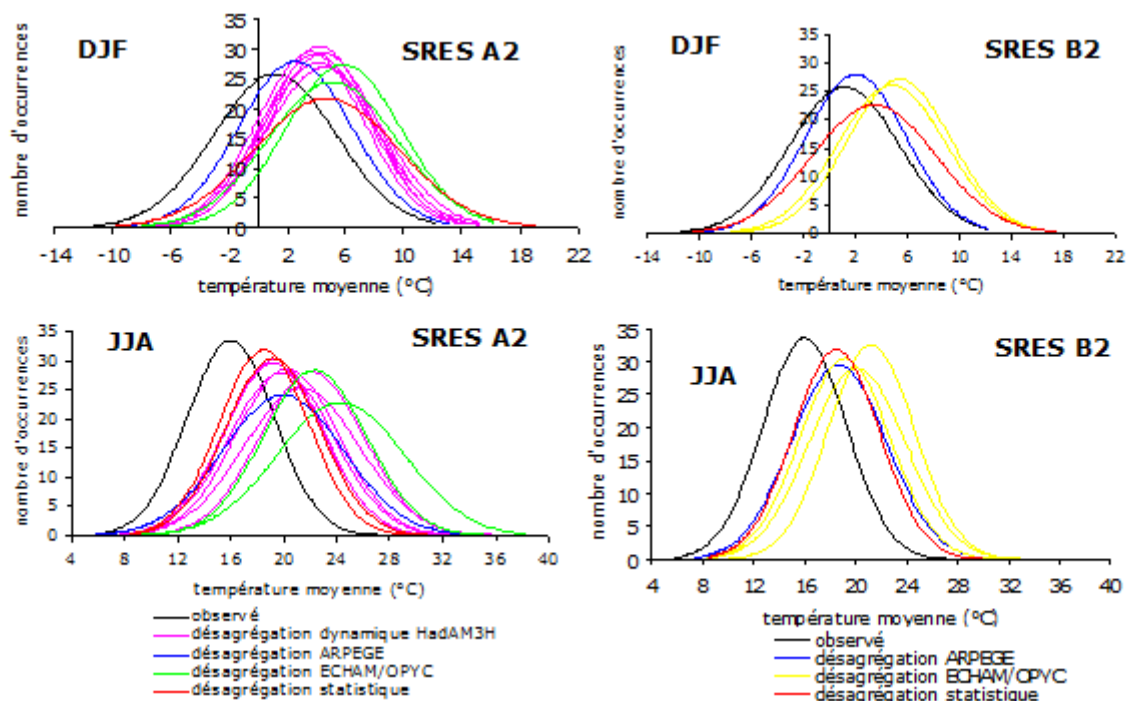 DJF
SRES A2
nombre d'occurrences
35
30
25
20
15
10
5
0
-14 -10 -6 -2 2 6 10 14 18 22
température moyenne (°C)
DJF
SRES B2
nombre d'occurrences
35
30
25
20
15
10
5
0
-14 -10 -6 -2 2 6 10 14 18 22
température moyenne (°C)
JJA
SRES A2
nombre d'occurrences
35
30
25
20
15
10
5
0
4 8 12 16 20 24 28 32 36 40
température moyenne (°C)
observé
désagrégation dynamique HadAM3H
désagrégation ARPEGE
désagrégation ECHAM/OPYC
désagrégation statistique
JJA
SRES B2
nombre d'occurrences
35
30
25
20
15
10
5
0
4 8 12 16 20 24 28 32 36 40
température moyenne (°C)
observé
désagrégation ARPEGE
désagrégation ECHAM/OPYC
désagrégation statistique